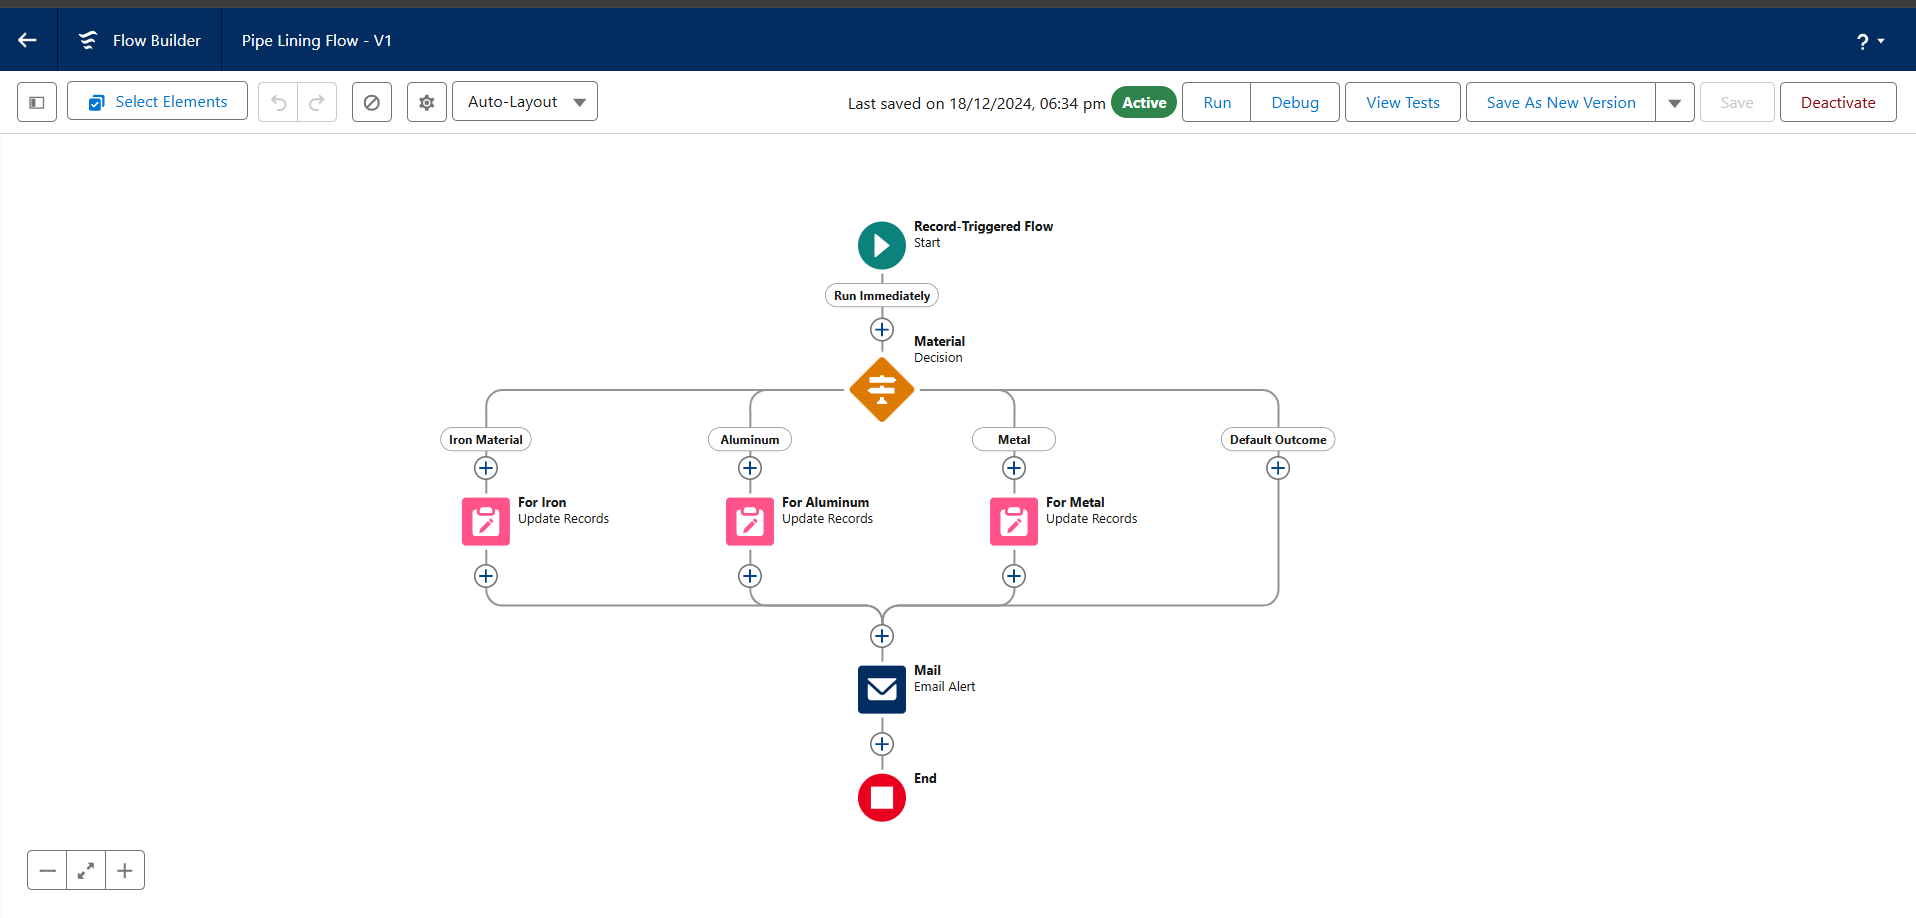 Flow Builder
Pipe Lining Flow - V1
?
Select Elements
Auto-Layout
Last saved on 18/12/2024, 06:34 pm
Active
Run
Debug
View Tests
Save As New Version
Save
Deactivate
Record-Triggered Flow
Start
Run Immediately
Material
Decision
Iron Material
Aluminum
Metal
Default Outcome
For Iron
Update Records
For Aluminum
Update Records
For Metal
Update Records
Mail
Email Alert
End